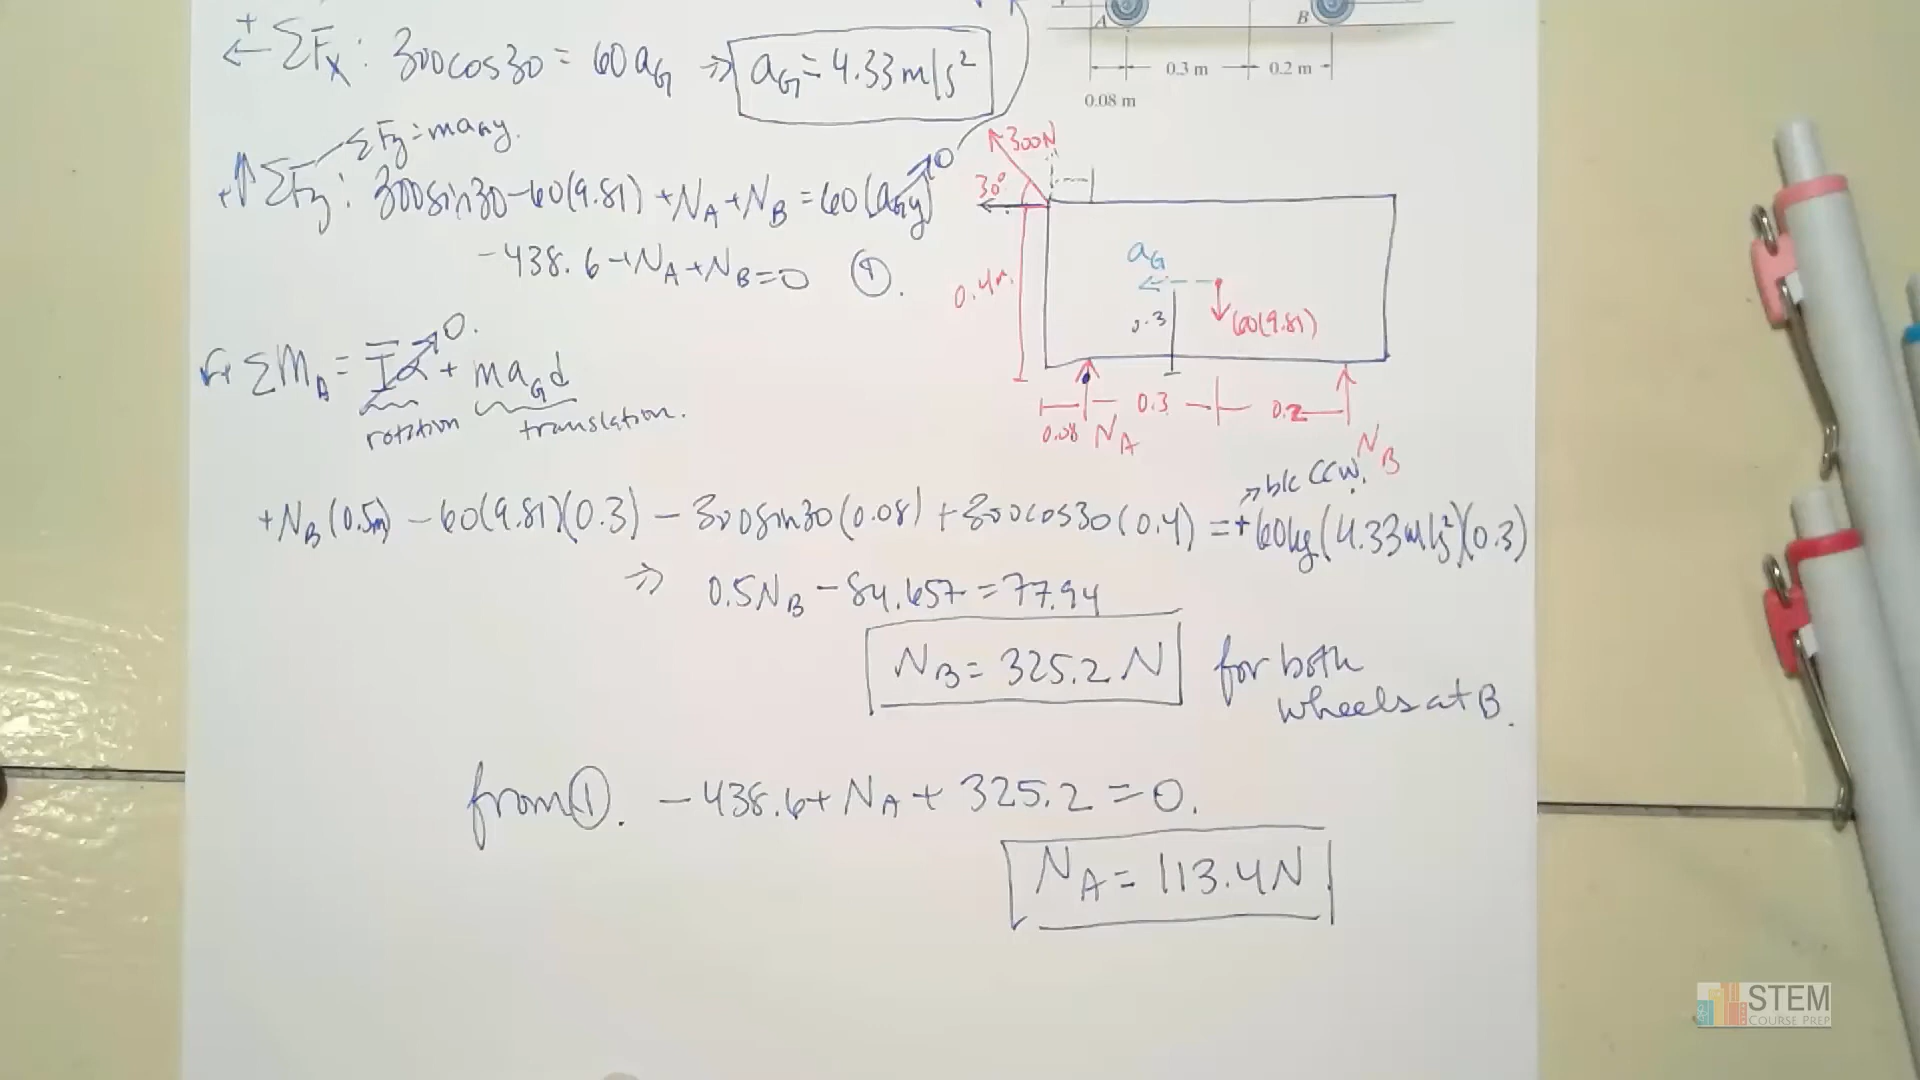 +← ΣFx: 300cos30 = 60aG ⇒ aG = 4.33 m/s²
ΣFy = maGy.
+↑ ΣFy: 300sin30 - 60(9.81) + NA + NB = 60(aGy) 0
-438.6 + NA + NB = 0 ①.
ΣMA = Iα 0. + maGd
rotation translation.
+NB(0.5m) - 60(9.81)(0.3) - 300sin30(0.08) + 300cos30(0.4) = +60kg(4.33m/s²)(0.3)
b/c CCW.
⇒ 0.5NB - 84.657 = 77.94
NB = 325.2 N for both
wheels at B.
from ①. -438.6 + NA + 325.2 = 0.
NA = 113.4N
A B
0.3 m 0.2 m
0.08 m
300N
30°
aG
0.4m.
0.3 60(9.81)
0.3 0.2
0.08 NA NB
STEM
COURSE PREP